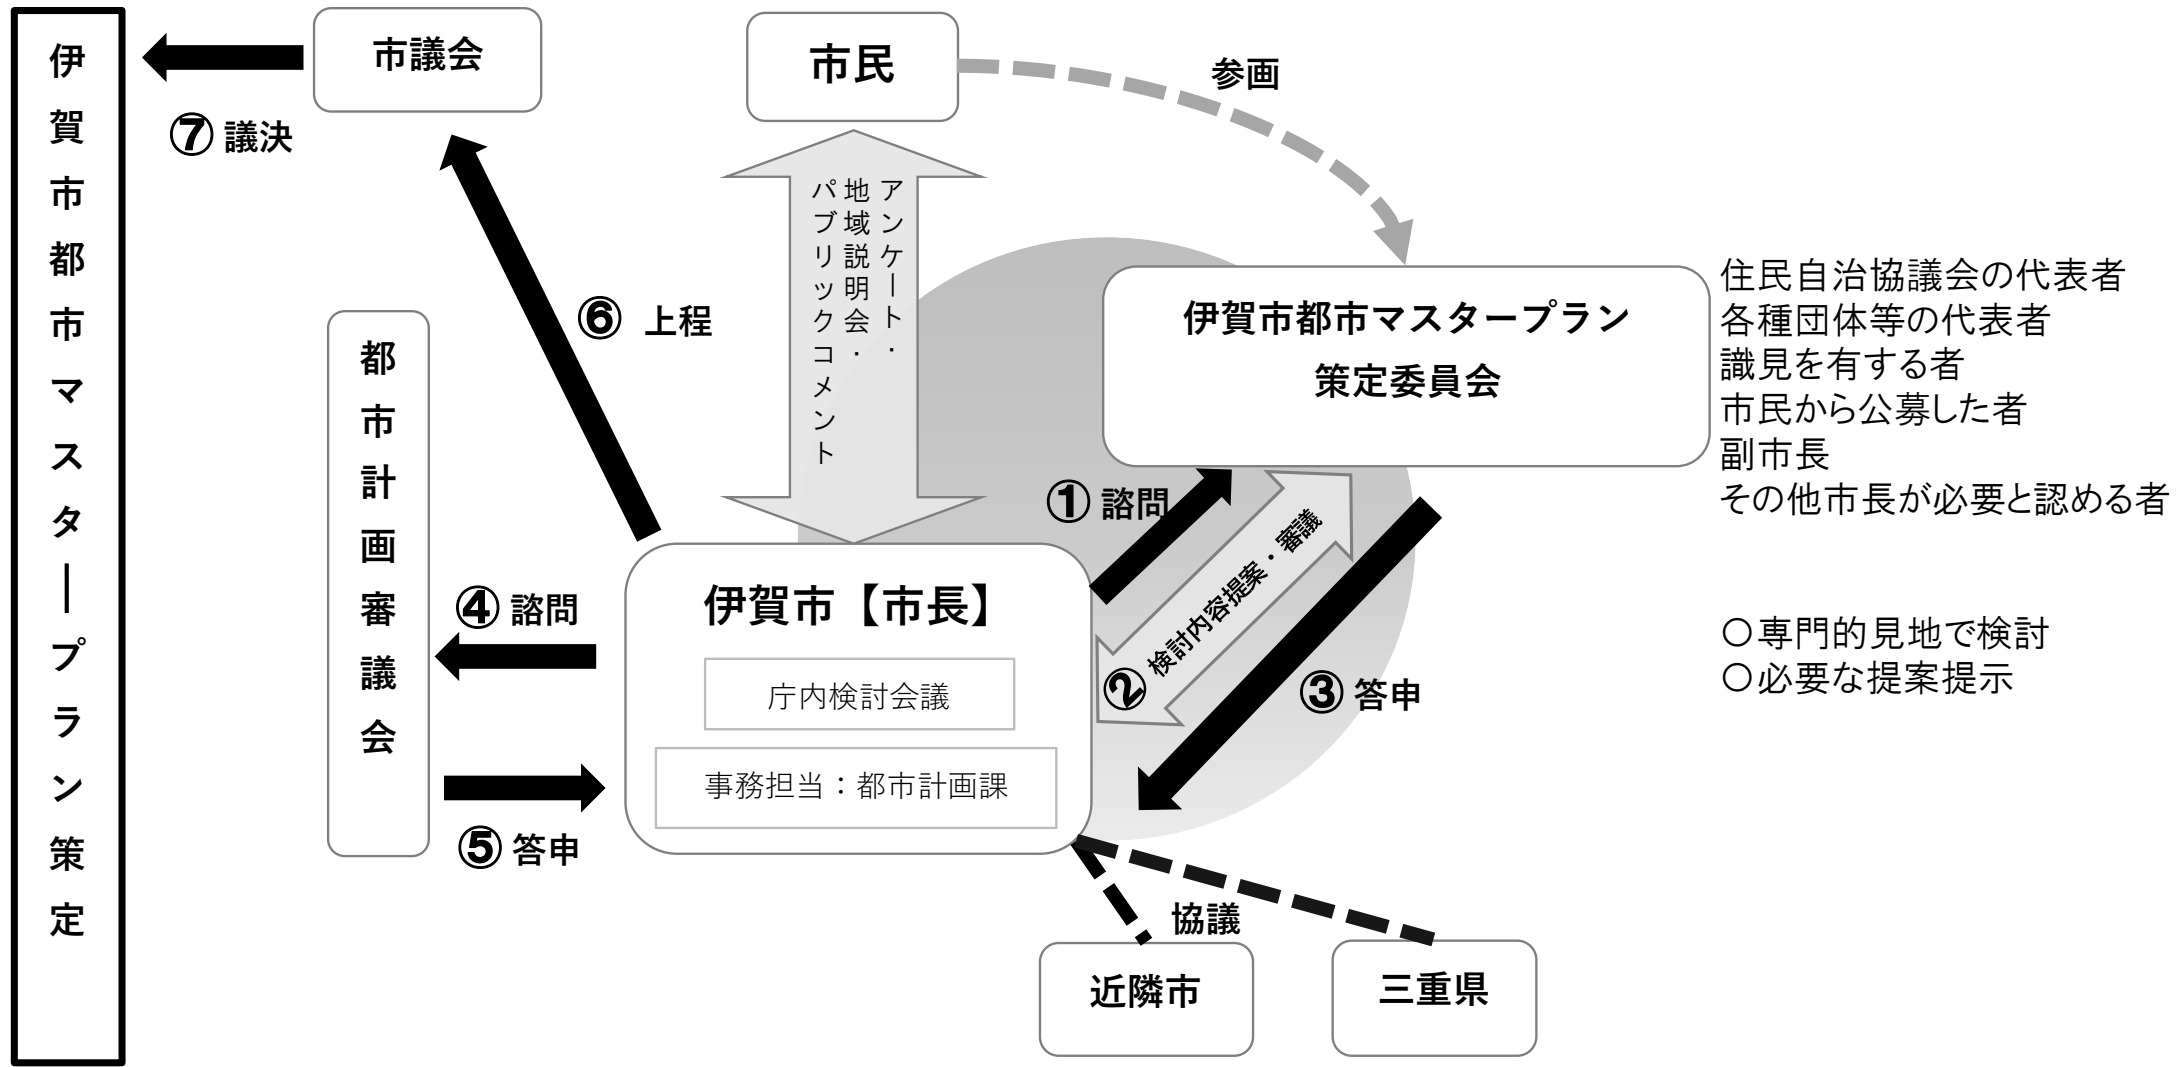 伊賀市都市マスタープラン策定
市議会
⑦ 議決
市民
参画
アンケート・
地域説明会・
パブリックコメント
⑥ 上程
都市計画審議会
伊賀市都市マスタープラン
策定委員会
住民自治協議会の代表者
各種団体等の代表者
識見を有する者
市民から公募した者
副市長
その他市長が必要と認める者
〇専門的見地で検討
〇必要な提案提示
① 諮問
② 検討内容提案・審議
③ 答申
④ 諮問
⑤ 答申
伊賀市【市長】
庁内検討会議
事務担当：都市計画課
協議
近隣市
三重県